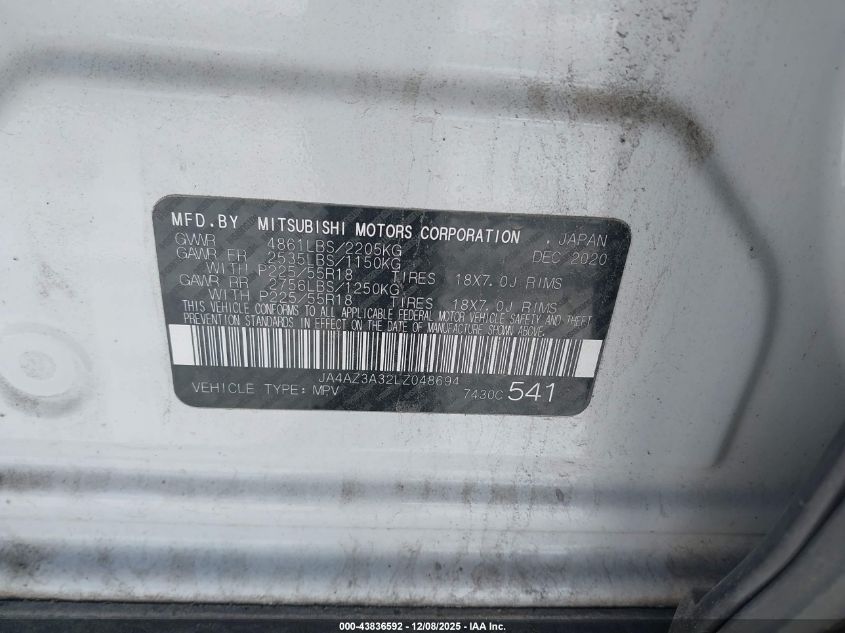 MFD.BY MITSUBISHI MOTORS CORPORATION , JAPAN
GVWR 4861LBS/2205KG DEC 2020
GAWR FR 2535LBS/1150KG
WITH P225/55R18 TIRES 18X7.0J RIMS
GAWR RR 2756LBS/1250KG
WITH P225/55R18 TIRES 18X7.0J RIMS
THIS VEHICLE CONFORMS TO ALL APPLICABLE FEDERAL MOTOR VEHICLE SAFETY AND THEFT
PREVENTION STANDARDS IN EFFECT ON THE DATE OF MANUFACTURE SHOWN ABOVE.
JA4AZ3A32LZ048694
VEHICLE TYPE: MPV 7430C 541
000-43836592 - 12/08/2025 - IAA Inc.